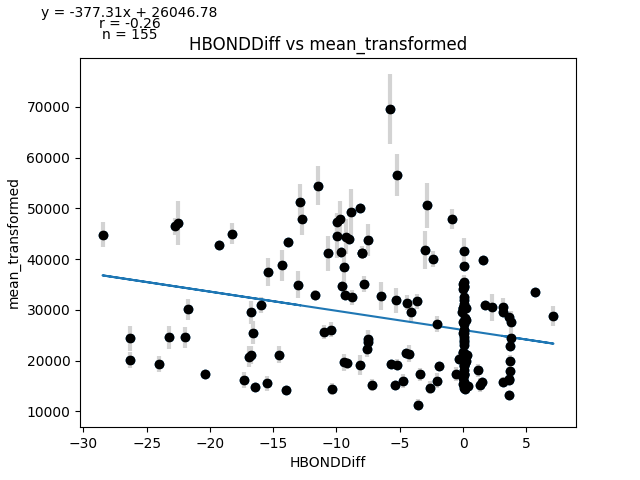 y = -377.31x + 26046.78
r = -0.26
n = 155
HBONDDiff vs mean_transformed
mean_transformed
70000
60000
50000
40000
30000
20000
10000
−30
−25
−20
−15
−10
−5
0
5
HBONDDiff